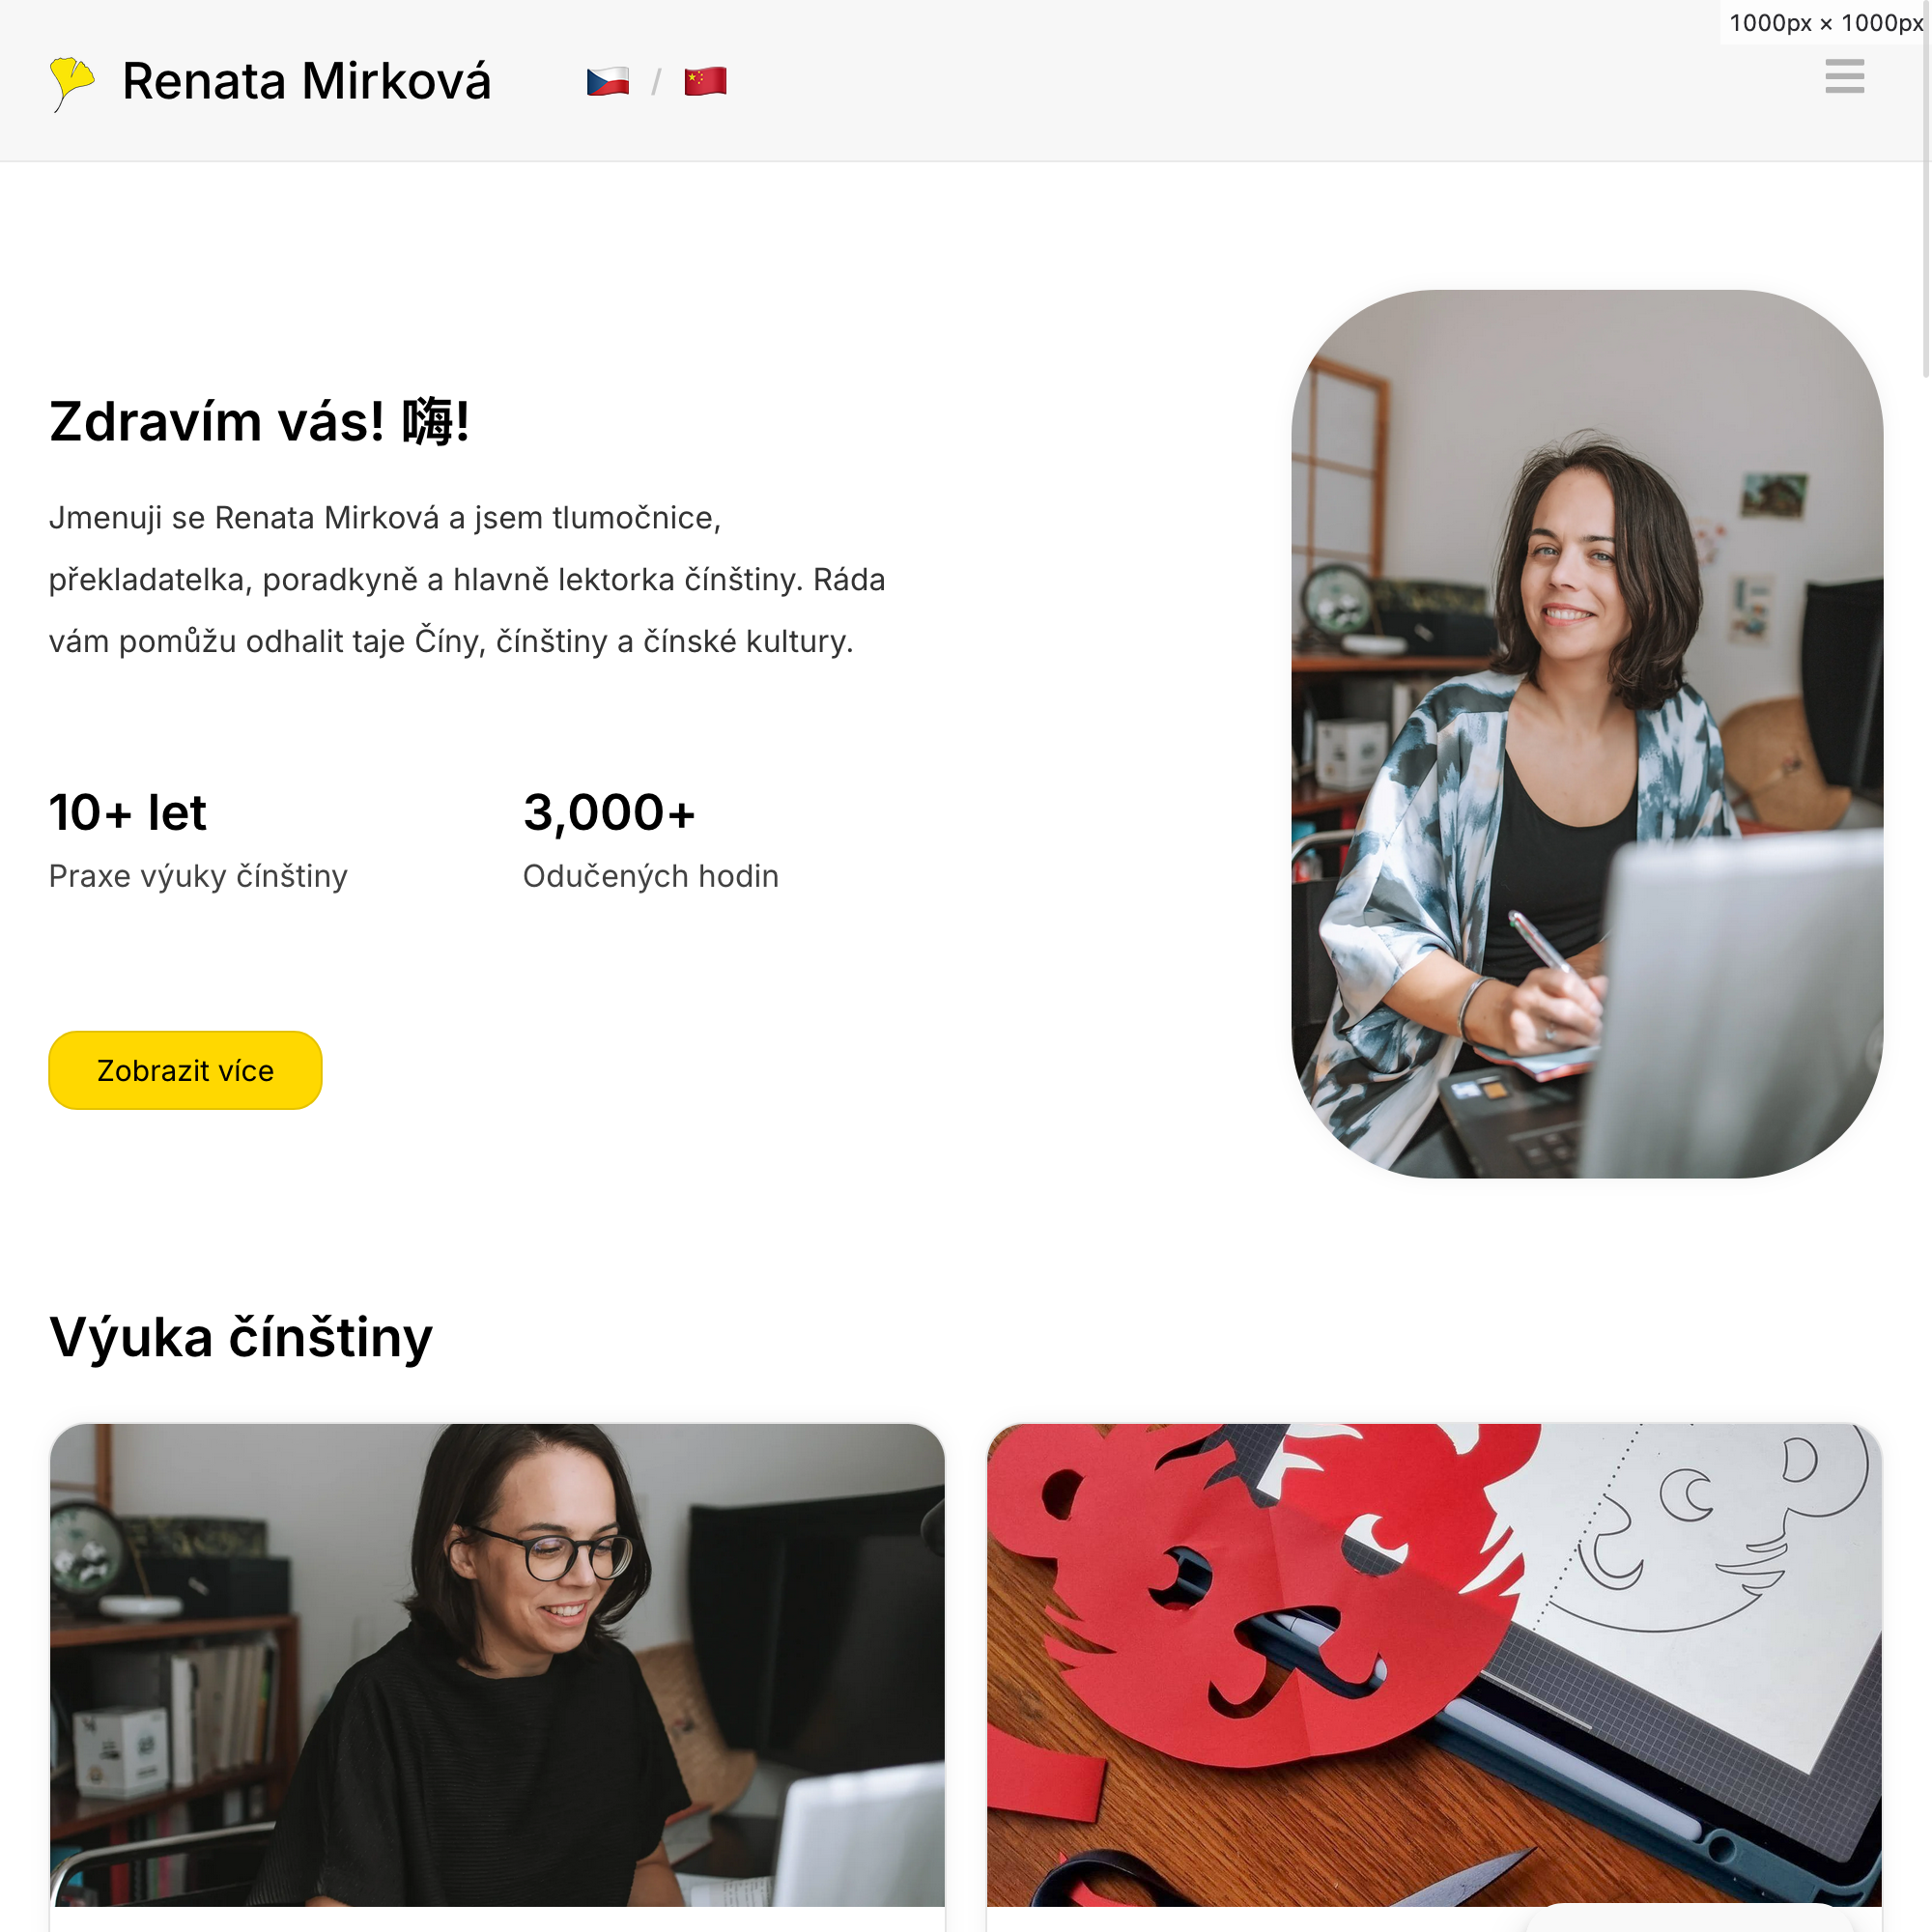 1000px × 1000px
Renata Mirková
/
Zdravím vás! 嗨!
Jmenuji se Renata Mirková a jsem tlumočnice,
překladatelka, poradkyně a hlavně lektorka čínštiny. Ráda
vám pomůžu odhalit taje Číny, čínštiny a čínské kultury.
10+ let
Praxe výuky čínštiny
3,000+
Odučených hodin
Zobrazit více
Výuka čínštiny